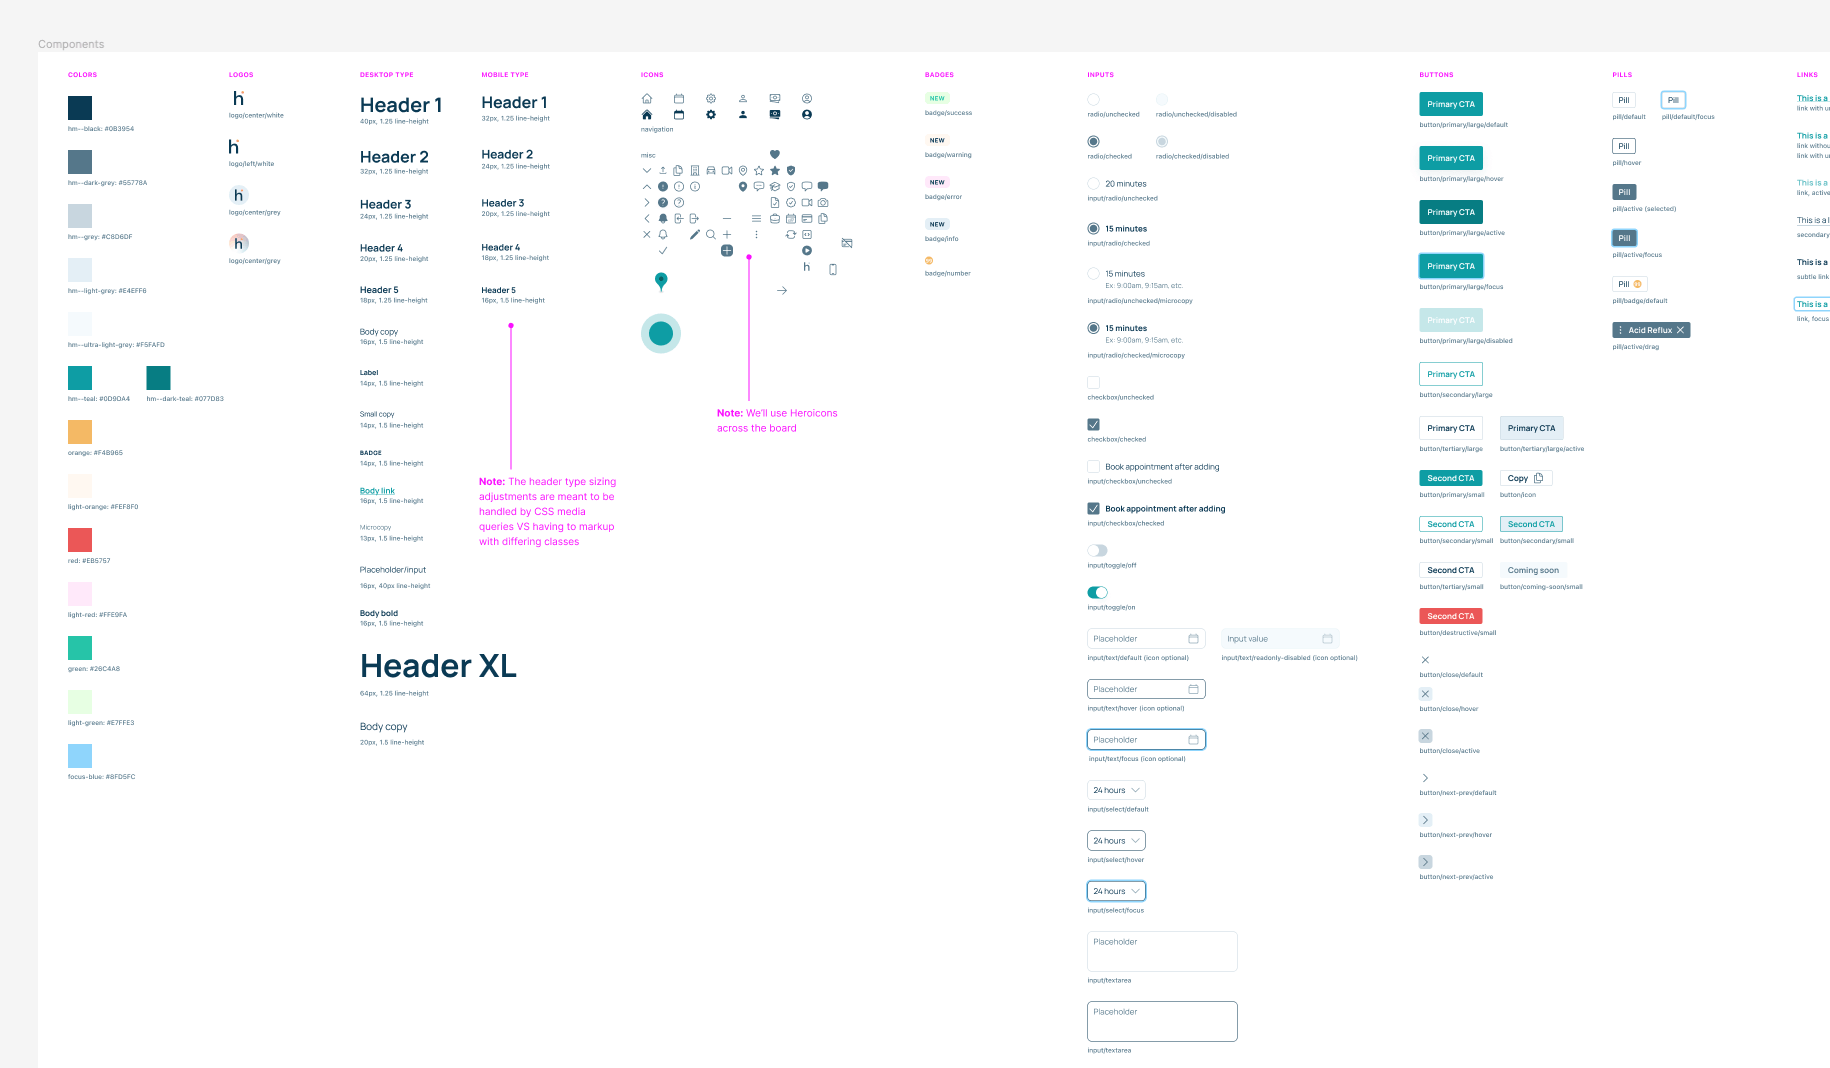 Components
COLORS
hm--black: #0B3954
hm--dark-grey: #55778A
hm--grey: #C8D6DF
hm--light-grey: #E4EFF6
hm--ultra-light-grey: #F5FAFD
hm--teal: #0D9DA4
hm--dark-teal: #077D83
orange: #F4B965
light-orange: #FEF8F0
red: #EB5757
light-red: #FFE9FA
green: #26C4A8
light-green: #E7FFE3
focus-blue: #8FD5FC
LOGOS
h
logo/center/white
h
logo/left/white
h
logo/center/grey
h
logo/center/grey
DESKTOP TYPE
Header 1
40px, 1.25 line-height
Header 2
32px, 1.25 line-height
Header 3
24px, 1.25 line-height
Header 4
20px, 1.25 line-height
Header 5
18px, 1.25 line-height
Body copy
16px, 1.5 line-height
Label
14px, 1.5 line-height
Small copy
14px, 1.5 line-height
BADGE
14px, 1.5 line-height
Body link
16px, 1.5 line-height
Microcopy
13px, 1.5 line-height
Placeholder/input
16px, 40px line-height
Body bold
16px, 1.5 line-height
Header XL
64px, 1.25 line-height
Body copy
20px, 1.5 line-height
MOBILE TYPE
Header 1
32px, 1.25 line-height
Header 2
24px, 1.25 line-height
Header 3
20px, 1.25 line-height
Header 4
18px, 1.25 line-height
Header 5
16px, 1.5 line-height
Note: The header type sizing
adjustments are meant to be
handled by CSS media
queries VS having to markup
with differing classes
ICONS
navigation
misc
h
Note: We'll use Heroicons
across the board
BADGES
NEW
badge/success
NEW
badge/warning
NEW
badge/error
NEW
badge/info
badge/number
INPUTS
radio/unchecked
radio/unchecked/disabled
radio/checked
radio/checked/disabled
20 minutes
input/radio/unchecked
15 minutes
input/radio/checked
15 minutes
Ex: 9:00am, 9:15am, etc.
input/radio/unchecked/microcopy
15 minutes
Ex: 9:00am, 9:15am, etc.
input/radio/checked/microcopy
checkbox/unchecked
checkbox/checked
Book appointment after adding
input/checkbox/unchecked
Book appointment after adding
input/checkbox/checked
input/toggle/off
input/toggle/on
Placeholder
input/text/default (icon optional)
Input value
input/text/readonly-disabled (icon optional)
Placeholder
input/text/hover (icon optional)
Placeholder
input/text/focus (icon optional)
24 hours
input/select/default
24 hours
input/select/hover
24 hours
input/select/focus
Placeholder
input/textarea
Placeholder
input/textarea
BUTTONS
Primary CTA
button/primary/large/default
Primary CTA
button/primary/large/hover
Primary CTA
button/primary/large/active
Primary CTA
button/primary/large/focus
Primary CTA
button/primary/large/disabled
Primary CTA
button/secondary/large
Primary CTA
button/tertiary/large
Primary CTA
button/tertiary/large/active
Second CTA
button/primary/small
Copy
button/icon
Second CTA
button/secondary/small
Second CTA
button/secondary/small
Second CTA
button/tertiary/small
Coming soon
button/coming-soon/small
Second CTA
button/destructive/small
button/close/default
button/close/hover
button/close/active
button/next-prev/default
button/next-prev/hover
button/next-prev/active
PILLS
Pill
pill/default
Pill
pill/default/focus
Pill
pill/hover
Pill
pill/active (selected)
Pill
pill/active/focus
Pill
pill/badge/default
Acid Reflux
pill/active/drag
LINKS
This is a
link with u
This is a
link withou
link with un
This is a
link, active
This is a l
secondary
This is a
subtle link
This is a
link, focus